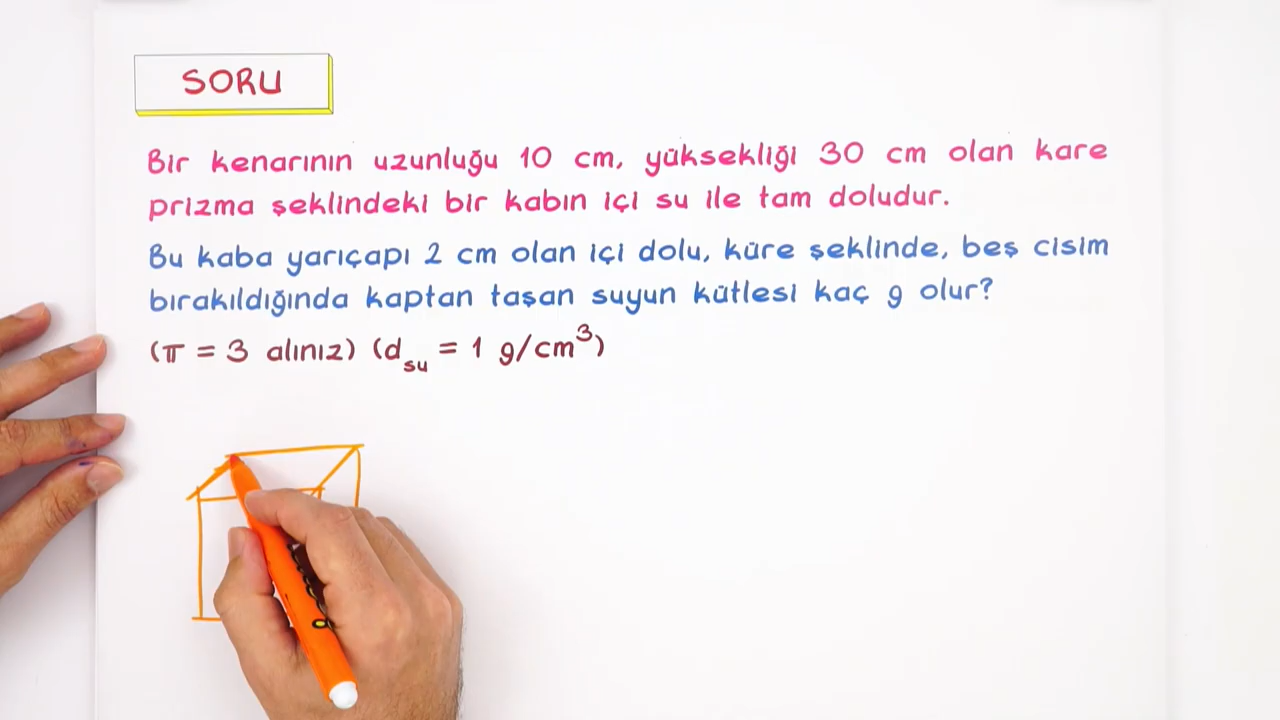 SORU
Bir kenarının uzunluğu 10 cm, yüksekliği 30 cm olan kare
prizma şeklindeki bir kabın içi su ile tam doludur.
Bu kaba yarıçapı 2 cm olan içi dolu, küre şeklinde, beş cisim
bırakıldığında kaptan taşan suyun kütlesi kaç g olur?
(π = 3 alınız) (d_su = 1 g/cm³)